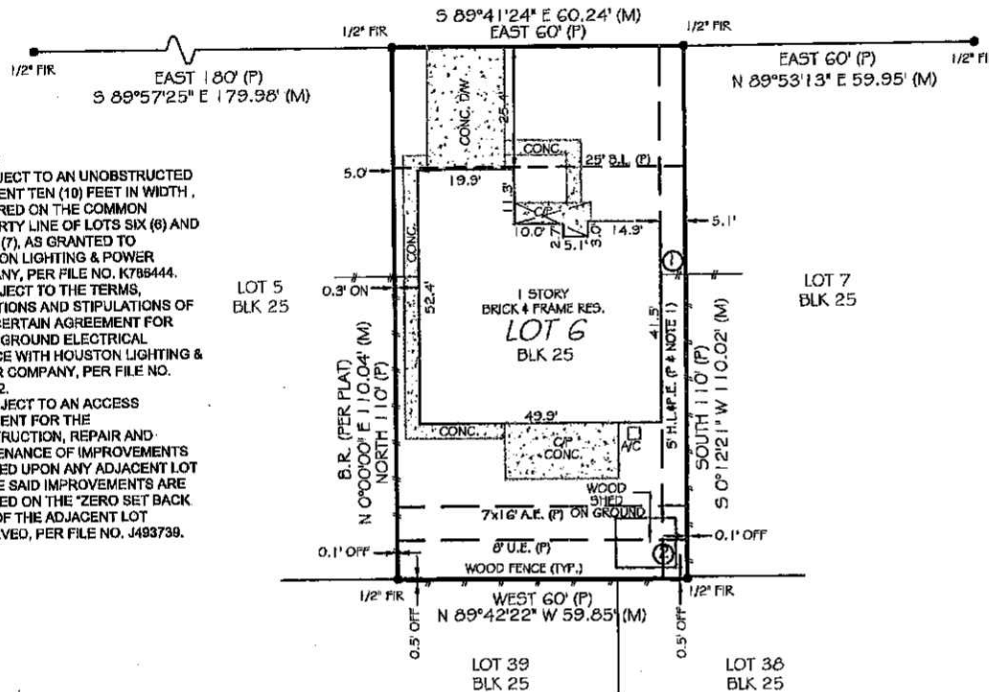 S 89°41'24" E 60.24' (M)
EAST 60' (P)
1/2" FIR
1/2" FIR
1/2" FIR
EAST 180' (P)
S 89°57'25" E 179.98' (M)
EAST 60' (P)
N 89°53'13" E 59.95' (M)
1/2" FI
CONC. D/W
25.4'
CONC.
25' B.L. (P)
5.0'
19.9'
11.3'
C/P
10.0'
2.7'
5.1'
3.0'
14.9'
5.1'
JECT TO AN UNOBSTRUCTED
ENT TEN (10) FEET IN WIDTH,
RED ON THE COMMON
RTY LINE OF LOTS SIX (6) AND
(7), AS GRANTED TO
ON LIGHTING & POWER
ANY, PER FILE NO. K786444.
JECT TO THE TERMS,
TIONS AND STIPULATIONS OF
ERTAIN AGREEMENT FOR
GROUND ELECTRICAL
CE WITH HOUSTON LIGHTING &
R COMPANY, PER FILE NO.
2.
JECT TO AN ACCESS
ENT FOR THE
TRUCTION, REPAIR AND
ENANCE OF IMPROVEMENTS
ED UPON ANY ADJACENT LOT
E SAID IMPROVEMENTS ARE
ED ON THE "ZERO SET BACK
OF THE ADJACENT LOT
VED, PER FILE NO. J493739.
LOT 5
BLK 25
0.3' ON
CONC.
52.4'
1 STORY
BRICK & FRAME RES.
LOT 6
BLK 25
41.5'
1
LOT 7
BLK 25
B.R. (PER PLAT)
N 0°00'00" E 110.04' (M)
NORTH 110' (P)
5' H.L.&P.E. (P & NOTE 1)
SOUTH 110' (P)
S 0°12'21" W 110.02' (M)
49.9'
CONC.
C/P
CONC.
A/C
WOOD
SHED
ON GROUND
7x16' A.E. (P)
8' U.E. (P)
2
0.1' OFF
0.1' OFF
WOOD FENCE (TYP.)
1/2" FIR
1/2" FIR
WEST 60' (P)
N 89°42'22" W 59.85' (M)
0.5' OFF
0.5' OFF
LOT 39
BLK 25
LOT 38
BLK 25